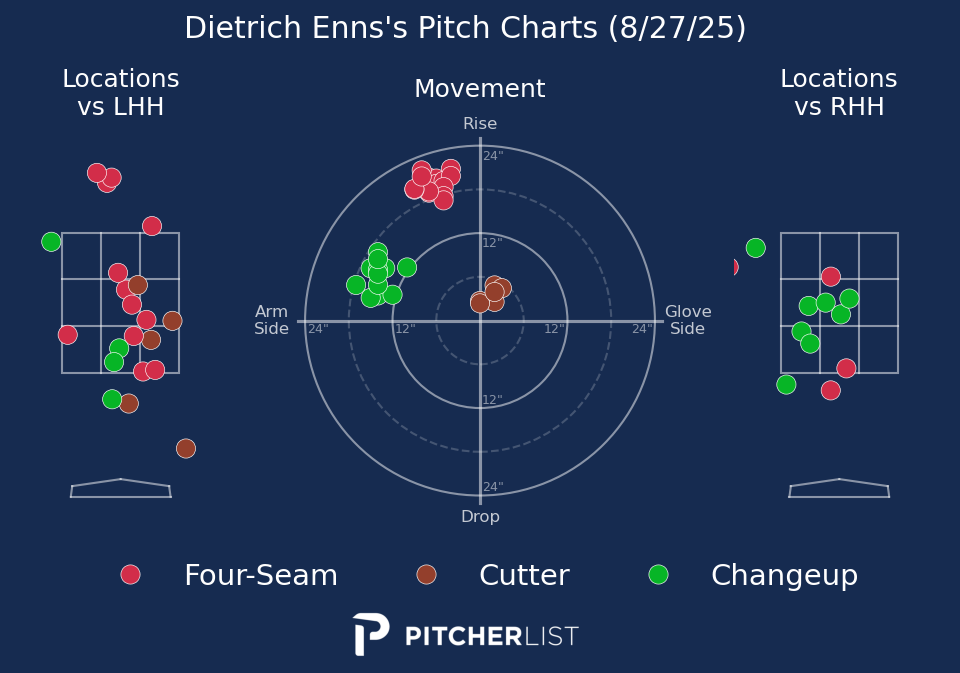 Dietrich Enns's Pitch Charts (8/27/25)
Locations
vs LHH
Movement
Locations
vs RHH
Rise
24"
12"
Arm
Side
24"
12"
12"
24"
Glove
Side
12"
24"
Drop
Four-Seam
Cutter
Changeup
PITCHERLIST